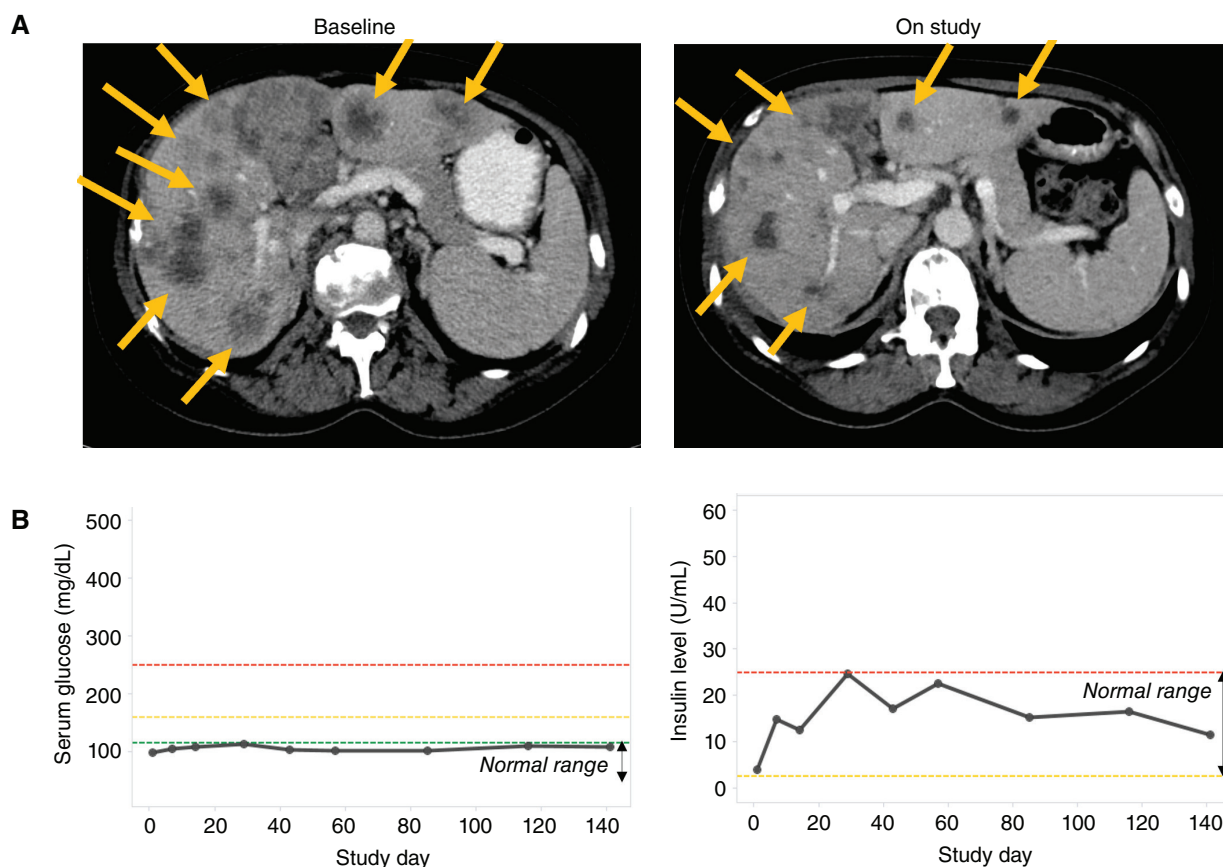 A
Baseline
On study
B
Serum glucose (mg/dL)
500
400
300
200
100
Normal range
0 20 40 60 80 100 120 140
Study day
Insulin level (U/mL)
60
50
40
30
20
10
0
Normal range
0 20 40 60 80 100 120 140
Study day